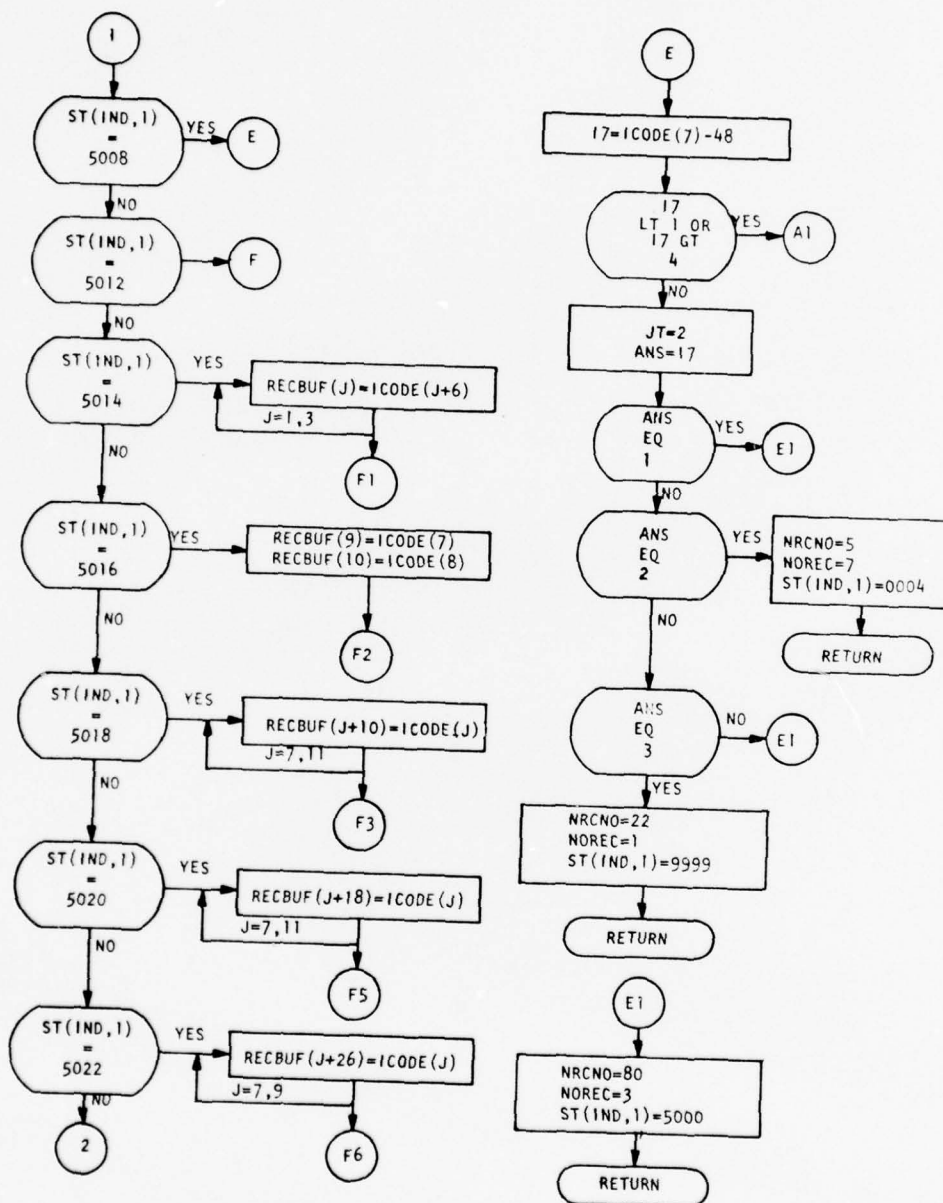 1
ST(IND,1)
=
5008
YES
E
NO
ST(IND,1)
=
5012
F
NO
ST(IND,1)
=
5014
YES
RECBUF(J)=ICODE(J+6)
J=1,3
F1
NO
ST(IND,1)
=
5016
YES
RECBUF(9)=ICODE(7)
RECBUF(10)=ICODE(8)
F2
NO
ST(IND,1)
=
5018
YES
RECBUF(J+10)=ICODE(J)
J=7,11
F3
NO
ST(IND,1)
=
5020
YES
RECBUF(J+18)=ICODE(J)
J=7,11
F5
NO
ST(IND,1)
=
5022
YES
RECBUF(J+26)=ICODE(J)
J=7,9
F6
NO
2
E
I7=ICODE(7)-48
I7
LT 1 OR
I7 GT
4
YES
A1
NO
JT=2
ANS=I7
ANS
EQ
1
YES
E1
NO
ANS
EQ
2
YES
NRCNO=5
NOREC=7
ST(IND,1)=0004
RETURN
NO
ANS
EQ
3
NO
E1
YES
NRCNO=22
NOREC=1
ST(IND,1)=9999
RETURN
E1
NRCNO=80
NOREC=3
ST(IND,1)=5000
RETURN